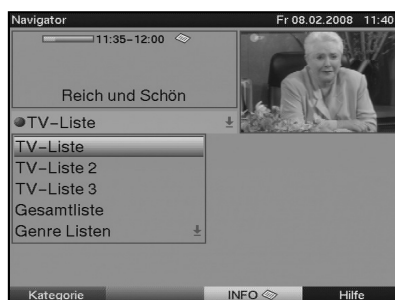 Navigator Fr 08.02.2008 11:40
11:35-12:00
Reich und Schön
TV-Liste
TV-Liste
TV-Liste 2
TV-Liste 3
Gesamtliste
Genre Listen
Kategorie INFO Hilfe